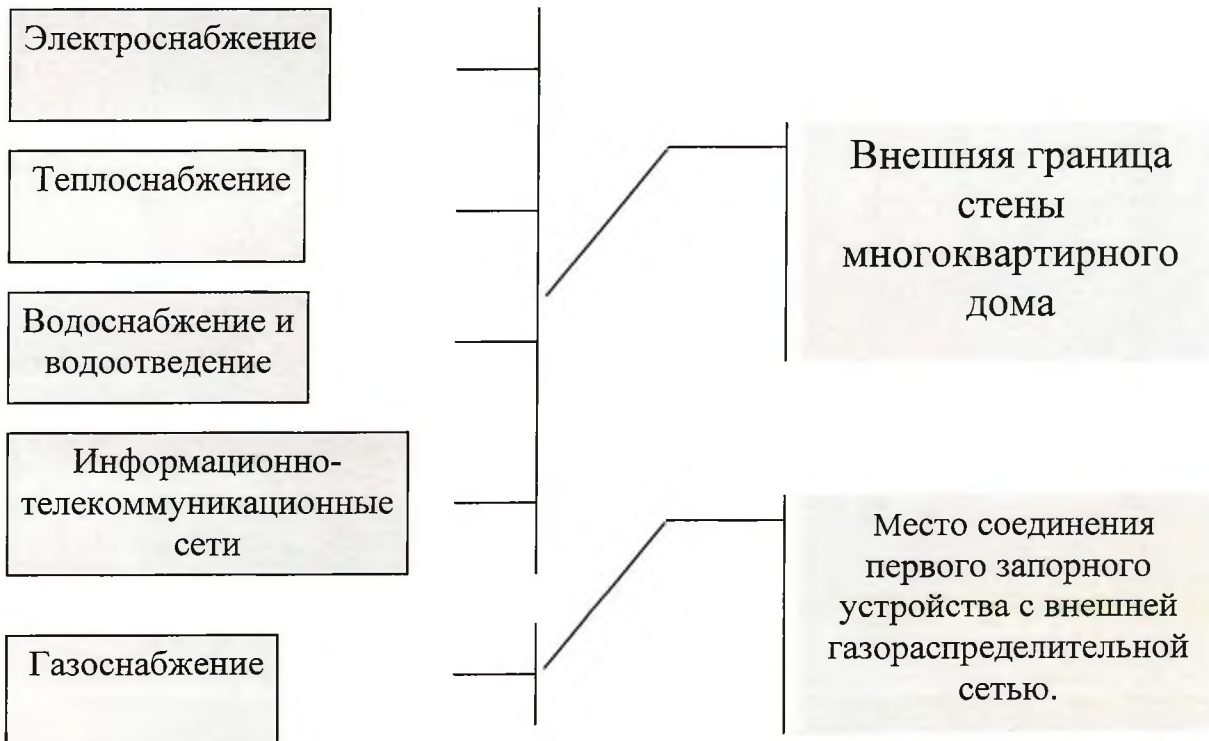 Электроснабжение
Теплоснабжение
Водоснабжение и
водоотведение
Информационно-
телекоммуникационные
сети
Газоснабжение
Внешняя граница
стены
многоквартирного
дома
Место соединения
первого запорного
устройства с внешней
газораспределительной
сетью.